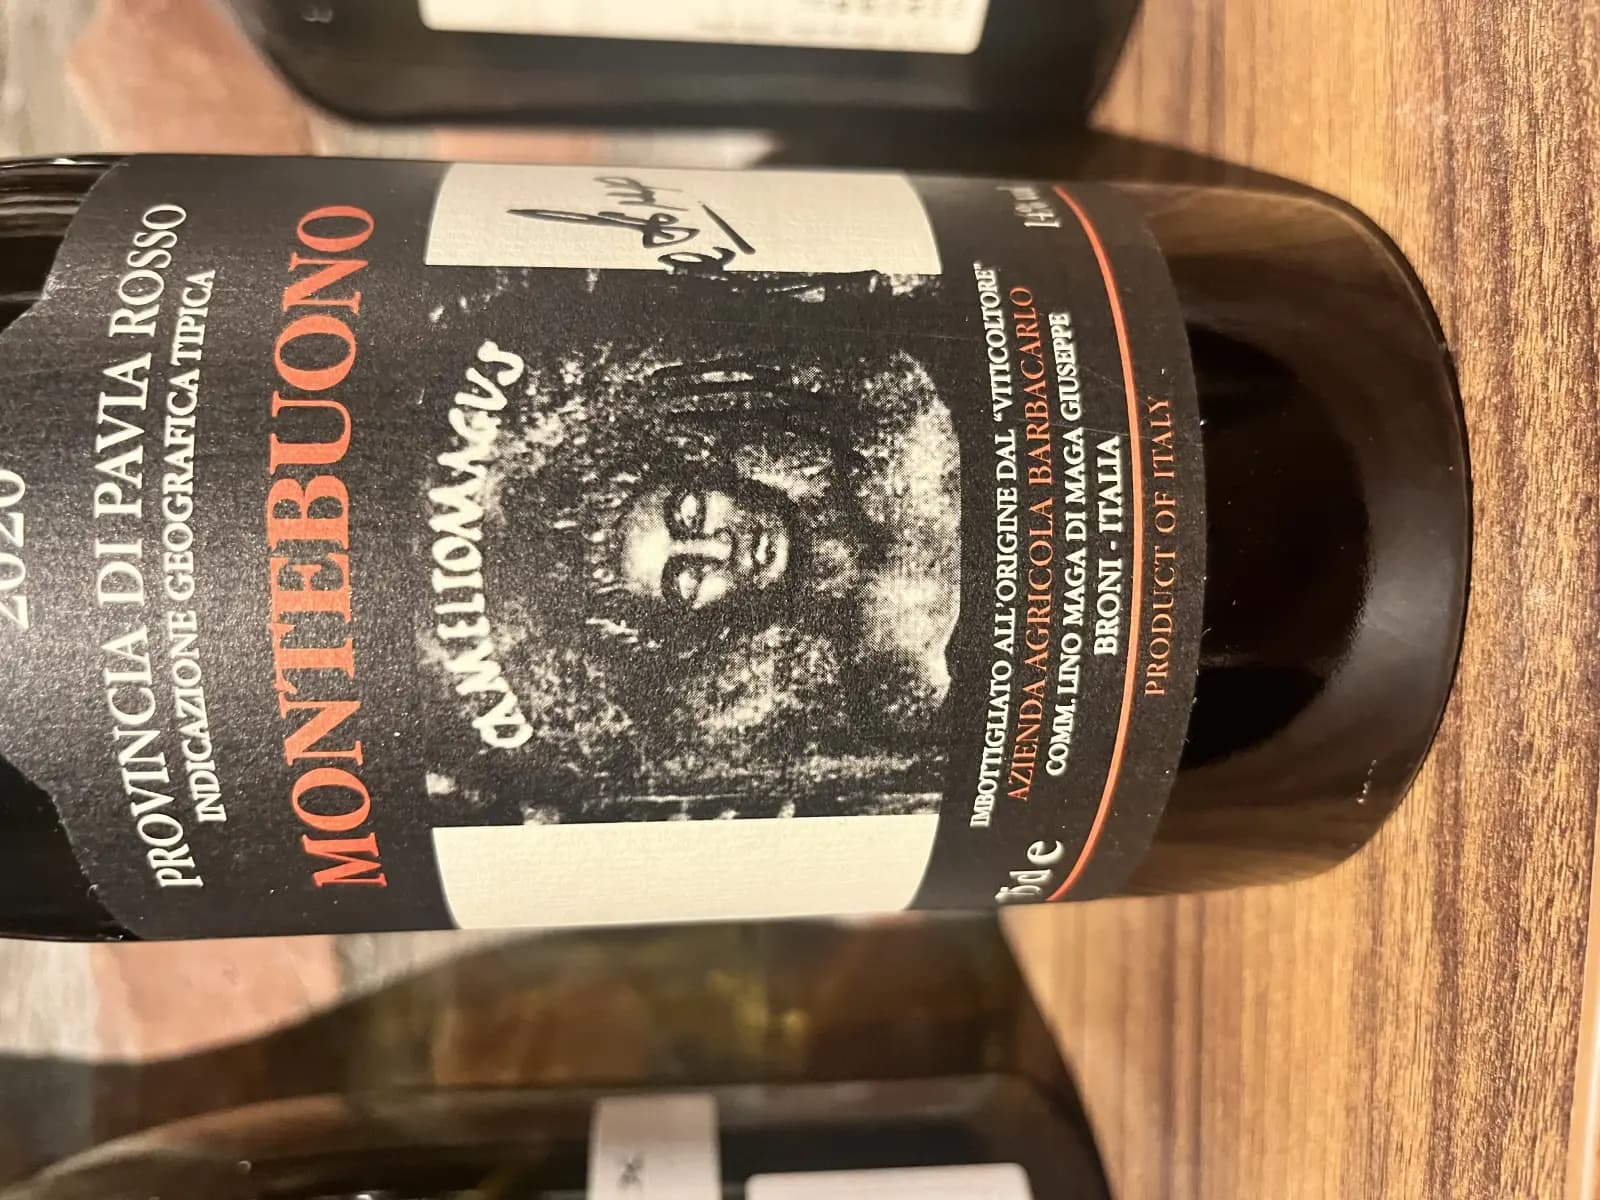 2020
PROVINCIA DI PAVIA ROSSO
INDICAZIONE GEOGRAFICA TIPICA
MONTEBUONO
IMBOTTIGLIATO ALL'ORIGINE DAL "VITICOLTORE"
AZIENDA AGRICOLA BARBACARLO
COMM. LINO MAGA DI MAGA GIUSEPPE
BRONI - ITALIA
PRODUCT OF ITALY